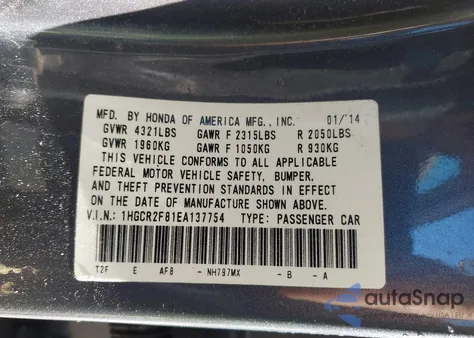 MFD. BY HONDA OF AMERICA MFG., INC. 01/14
GVWR 4321LBS GAWR F 2315LBS R 2050LBS
GVWR 1960KG GAWR F 1050KG R 930KG
THIS VEHICLE CONFORMS TO ALL APPLICABLE
FEDERAL MOTOR VEHICLE SAFETY, BUMPER,
AND THEFT PREVENTION STANDARDS IN EFFECT
ON THE DATE OF MANUFACTURE SHOWN ABOVE.
V.I.N.: 1HGCR2F81EA137754 TYPE: PASSENGER CAR
T2F E AF8 - NH797MX - B - A
autoSnap